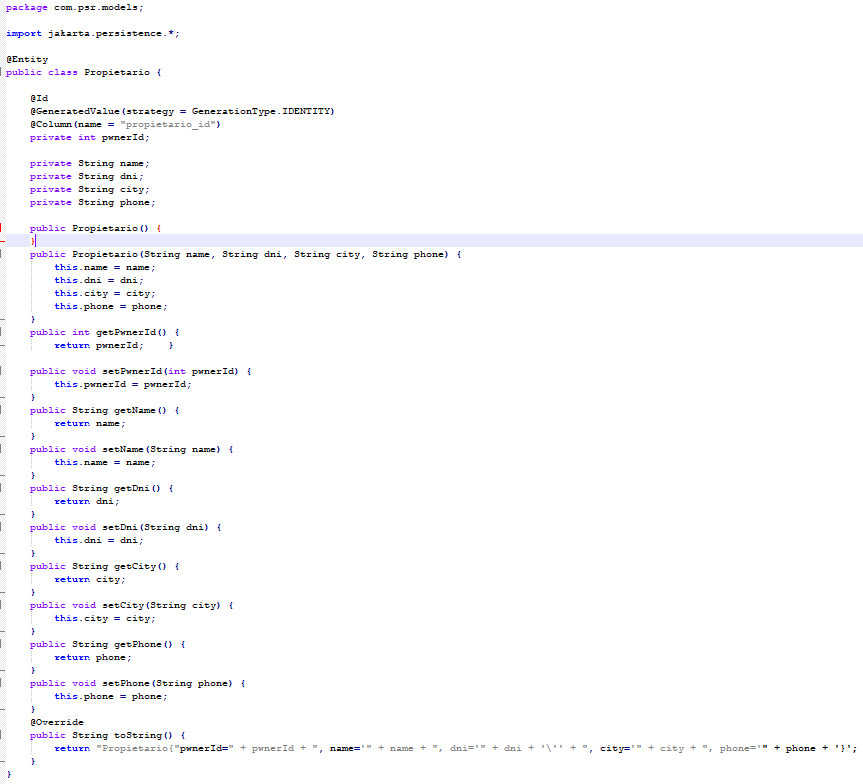 package com.psr.models;
import jakarta.persistence.*;
@Entity
public class Propietario {
@Id
@GeneratedValue(strategy = GenerationType.IDENTITY)
@Column(name = "propietario_id")
private int pwnerId;
private String name;
private String dni;
private String city;
private String phone;
public Propietario() {
}
public Propietario(String name, String dni, String city, String phone) {
this.name = name;
this.dni = dni;
this.city = city;
this.phone = phone;
}
public int getPwnerId() {
return pwnerId;    }
public void setPwnerId(int pwnerId) {
this.pwnerId = pwnerId;
}
public String getName() {
return name;
}
public void setName(String name) {
this.name = name;
}
public String getDni() {
return dni;
}
public void setDni(String dni) {
this.dni = dni;
}
public String getCity() {
return city;
}
public void setCity(String city) {
this.city = city;
}
public String getPhone() {
return phone;
}
public void setPhone(String phone) {
this.phone = phone;
}
@Override
public String toString() {
return "Propietario{"pwnerId=" + pwnerId + ", name='" + name + ", dni='" + dni + '\'' + ", city='" + city + ", phone='" + phone + '}';
}
}